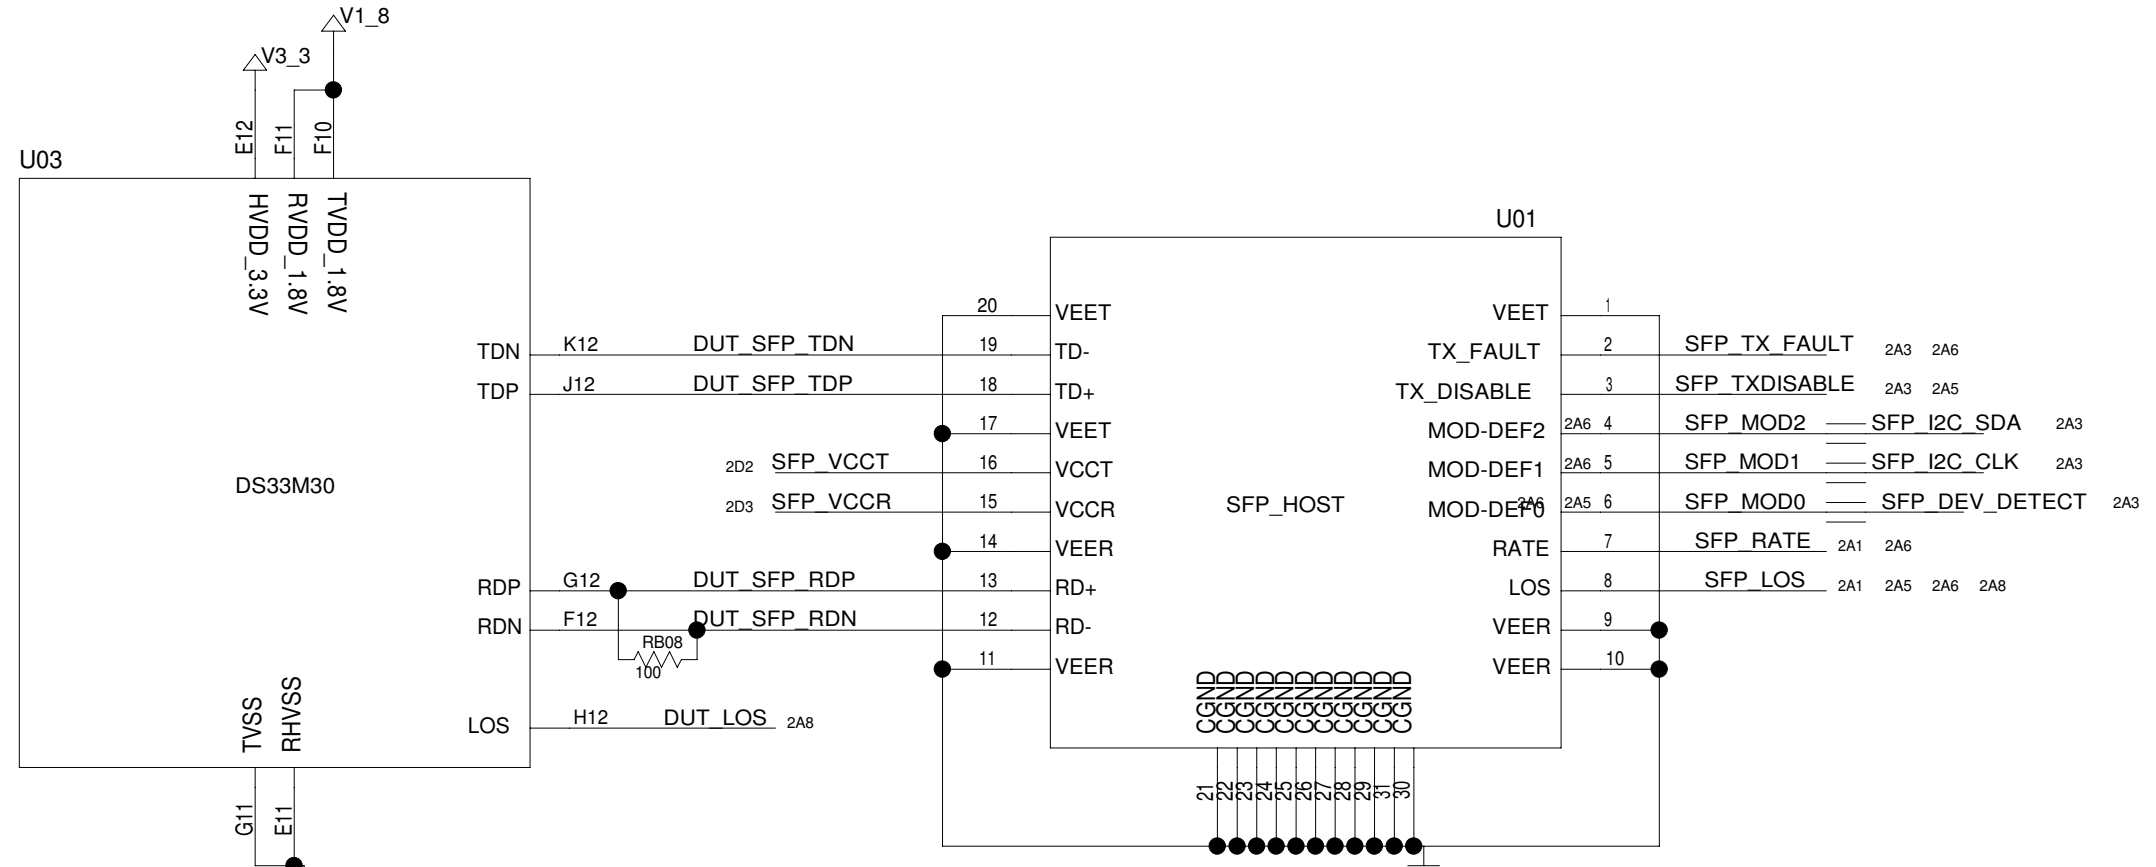 V1_8
V3_3
E12
F11
F10
U03
HVDD_3.3V
RVDD_1.8V
TVDD_1.8V
DS33M30
TDN K12 DUT_SFP_TDN
TDP J12 DUT_SFP_TDP
RDP G12 DUT_SFP_RDP
RDN F12 DUT_SFP_RDN
RB08
100
LOS H12 DUT_LOS 2A8
TVSS
RHVSS
G11
E11
U01
SFP_HOST
20 VEET
19 TD-
18 TD+
17 VEET
2D2 SFP_VCCT 16 VCCT
2D3 SFP_VCCR 15 VCCR
14 VEER
13 RD+
12 RD-
11 VEER
VEET 1
TX_FAULT 2 SFP_TX_FAULT 2A3 2A6
TX_DISABLE 3 SFP_TXDISABLE 2A3 2A5
MOD-DEF2 2A6 4 SFP_MOD2 SFP_I2C_SDA 2A3
MOD-DEF1 2A6 5 SFP_MOD1 SFP_I2C_CLK 2A3
MOD-DEF0 2A6 2A5 6 SFP_MOD0 SFP_DEV_DETECT 2A3
RATE 7 SFP_RATE 2A1 2A6
LOS 8 SFP_LOS 2A1 2A5 2A6 2A8
VEER 9
VEER 10
CGND
CGND
CGND
CGND
CGND
CGND
CGND
CGND
CGND
CGND
CGND
21
22
23
24
25
26
27
28
29
31
30